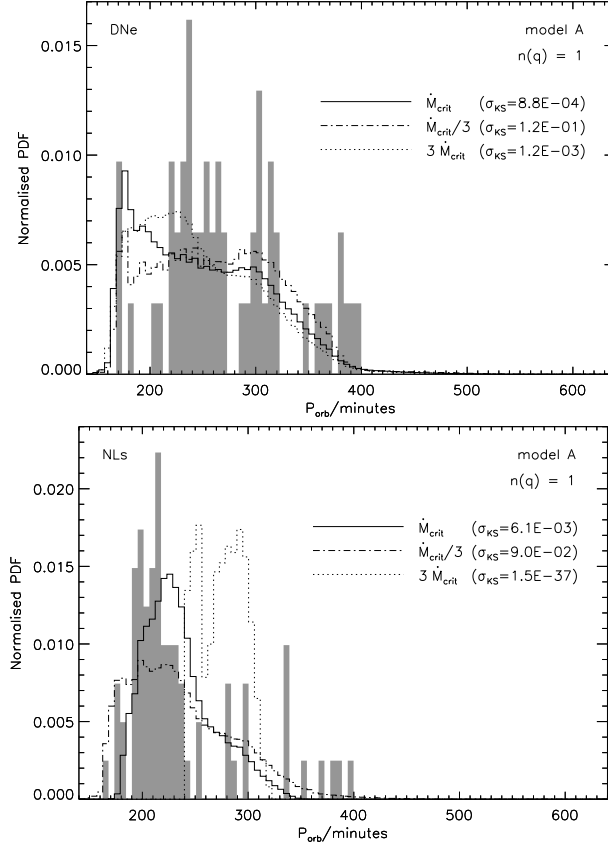 DNe
model A
n(q) = 1
Ṁcrit (σKS=8.8E−04)
Ṁcrit/3 (σKS=1.2E−01)
3 Ṁcrit (σKS=1.2E−03)
Normalised PDF
0.015
0.010
0.005
0.000
200 300 400 500 600
Porb/minutes
NLs
model A
n(q) = 1
Ṁcrit (σKS=6.1E−03)
Ṁcrit/3 (σKS=9.0E−02)
3 Ṁcrit (σKS=1.5E−37)
Normalised PDF
0.020
0.015
0.010
0.005
0.000
200 300 400 500 600
Porb/minutes